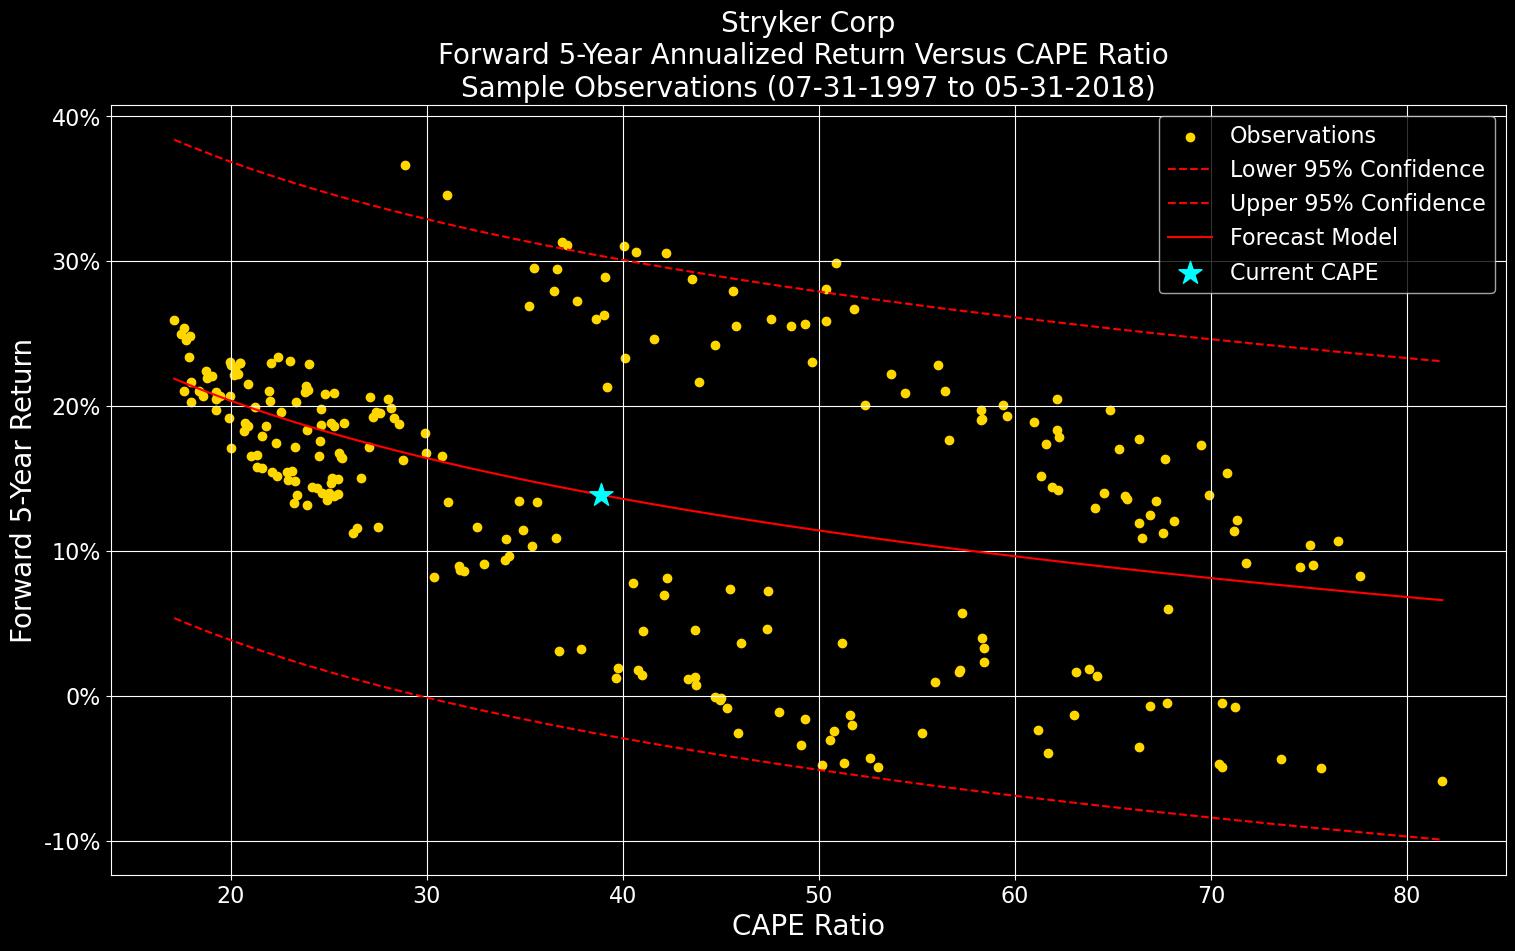 Stryker Corp
Forward 5-Year Annualized Return Versus CAPE Ratio
Sample Observations (07-31-1997 to 05-31-2018)
Observations
Lower 95% Confidence
Upper 95% Confidence
Forecast Model
Current CAPE
Forward 5-Year Return
40%
30%
20%
10%
0%
-10%
20 30 40 50 60 70 80
CAPE Ratio